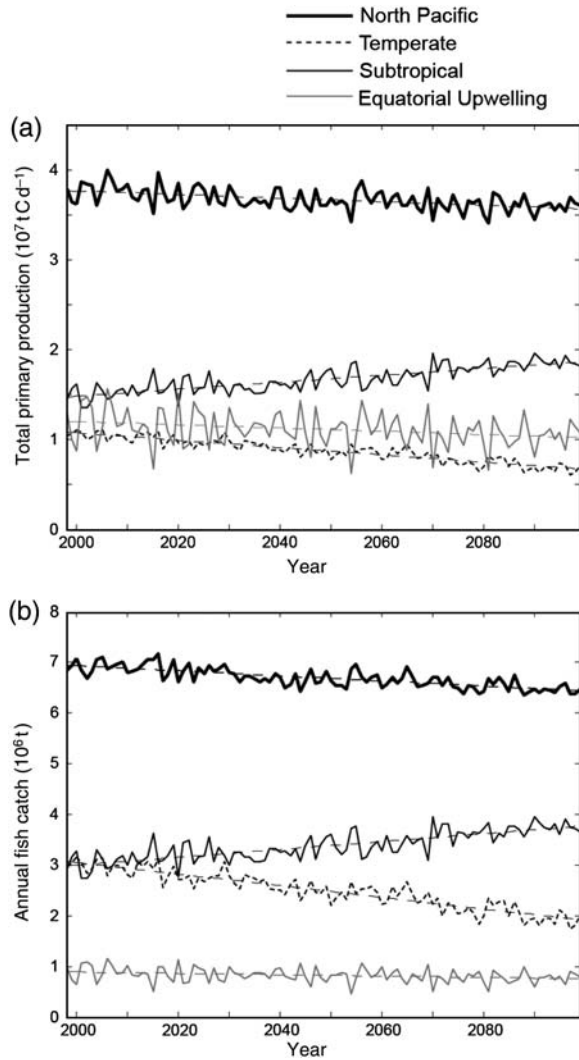 North Pacific
Temperate
Subtropical
Equatorial Upwelling
(a)
Total primary production (10⁷t C d⁻¹)
4
3
2
1
0
2000 2020 2040 2060 2080
Year
(b)
Annual fish catch (10⁶t)
8
7
6
5
4
3
2
1
0
2000 2020 2040 2060 2080
Year